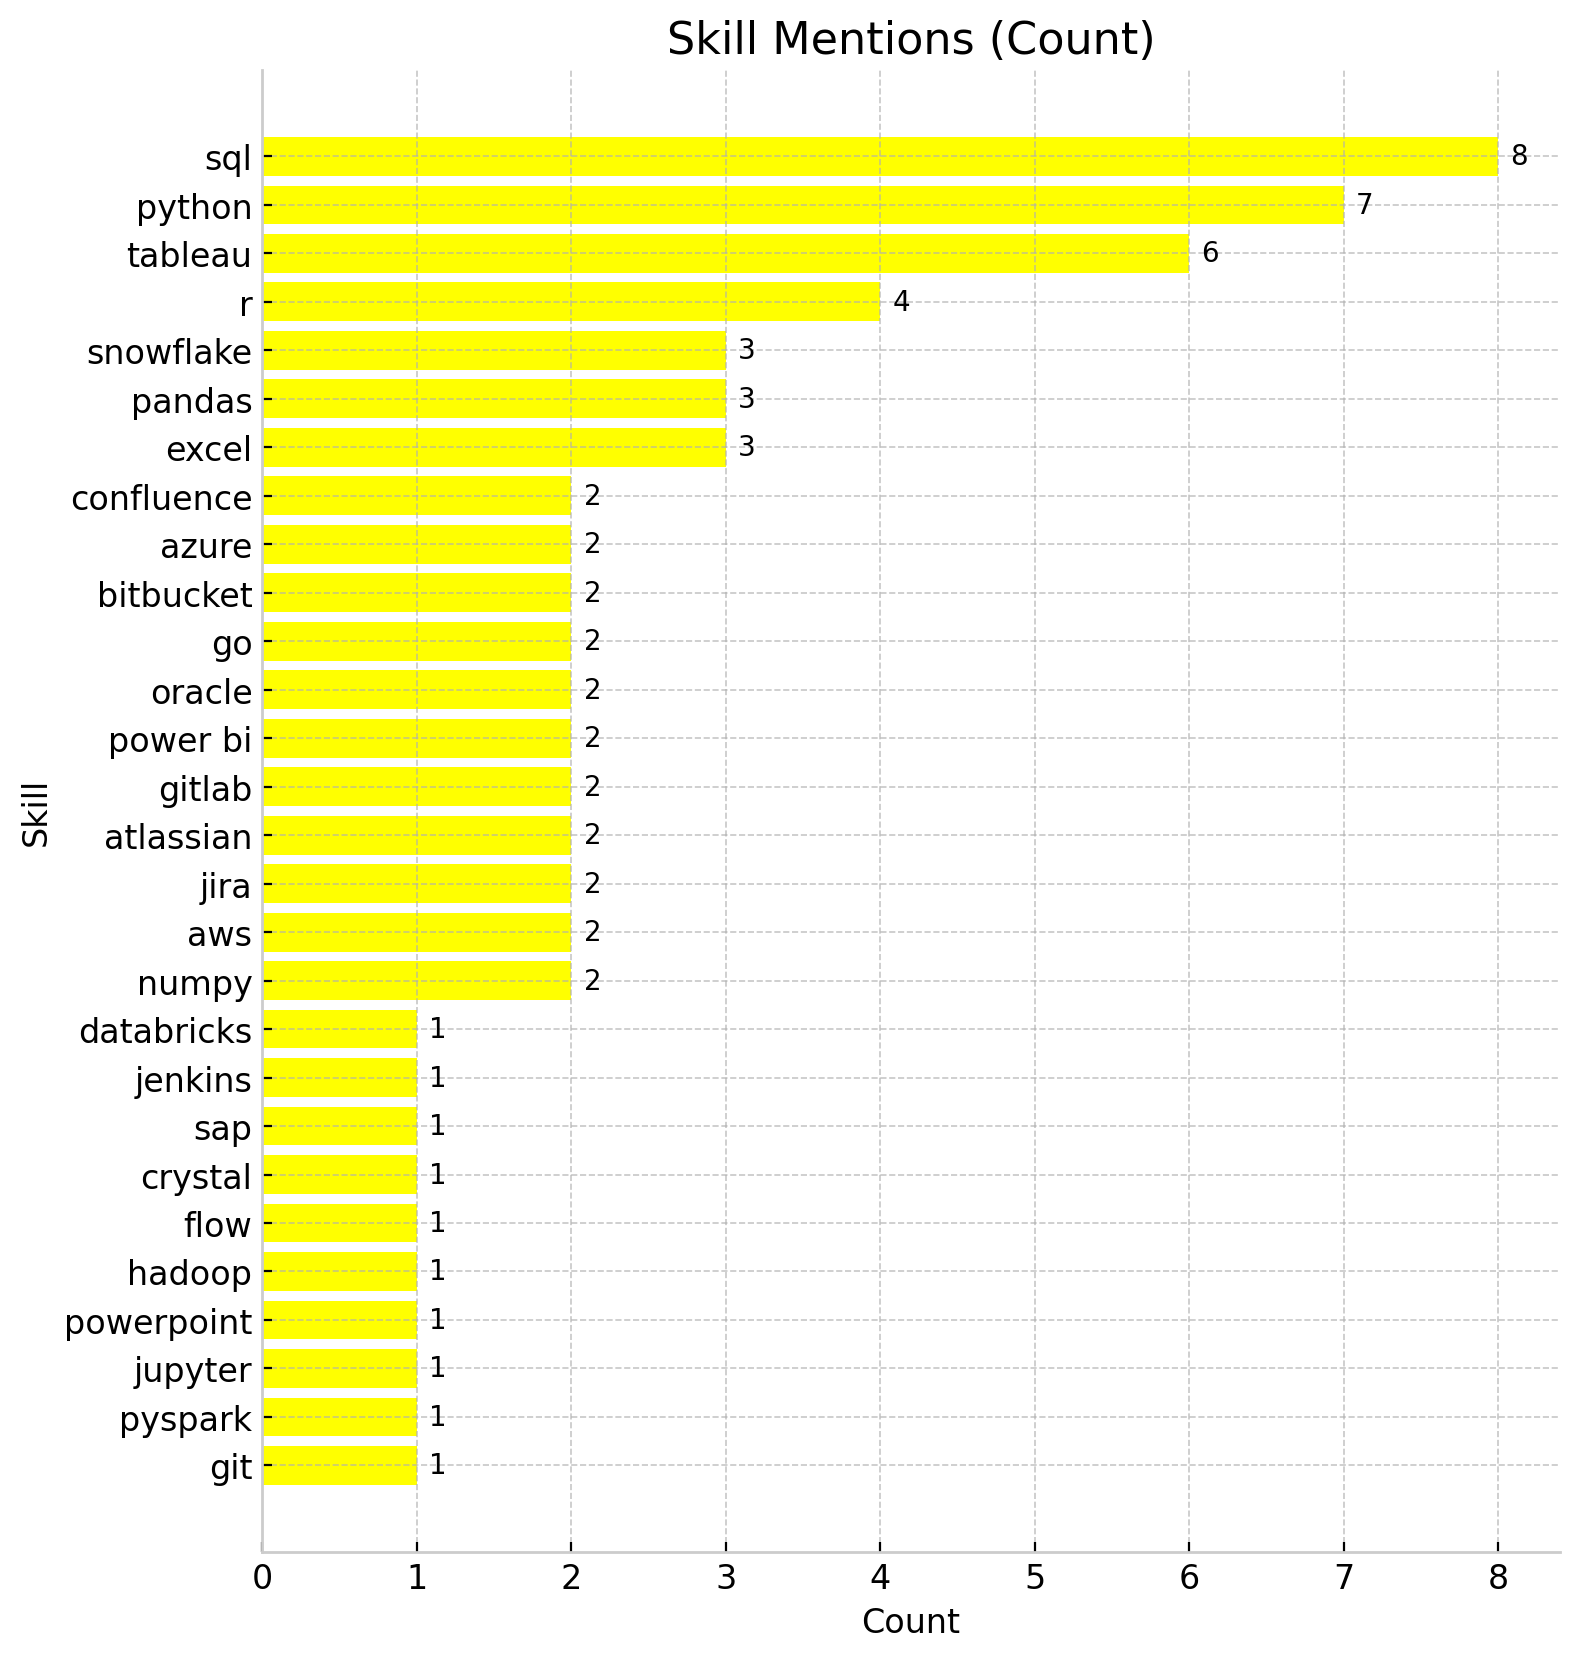 Skill Mentions (Count)
sql 8
python 7
tableau 6
r 4
snowflake 3
pandas 3
excel 3
confluence 2
azure 2
bitbucket 2
go 2
oracle 2
power bi 2
gitlab 2
atlassian 2
jira 2
aws 2
numpy 2
databricks 1
jenkins 1
sap 1
crystal 1
flow 1
hadoop 1
powerpoint 1
jupyter 1
pyspark 1
git 1
Skill
0 1 2 3 4 5 6 7 8
Count